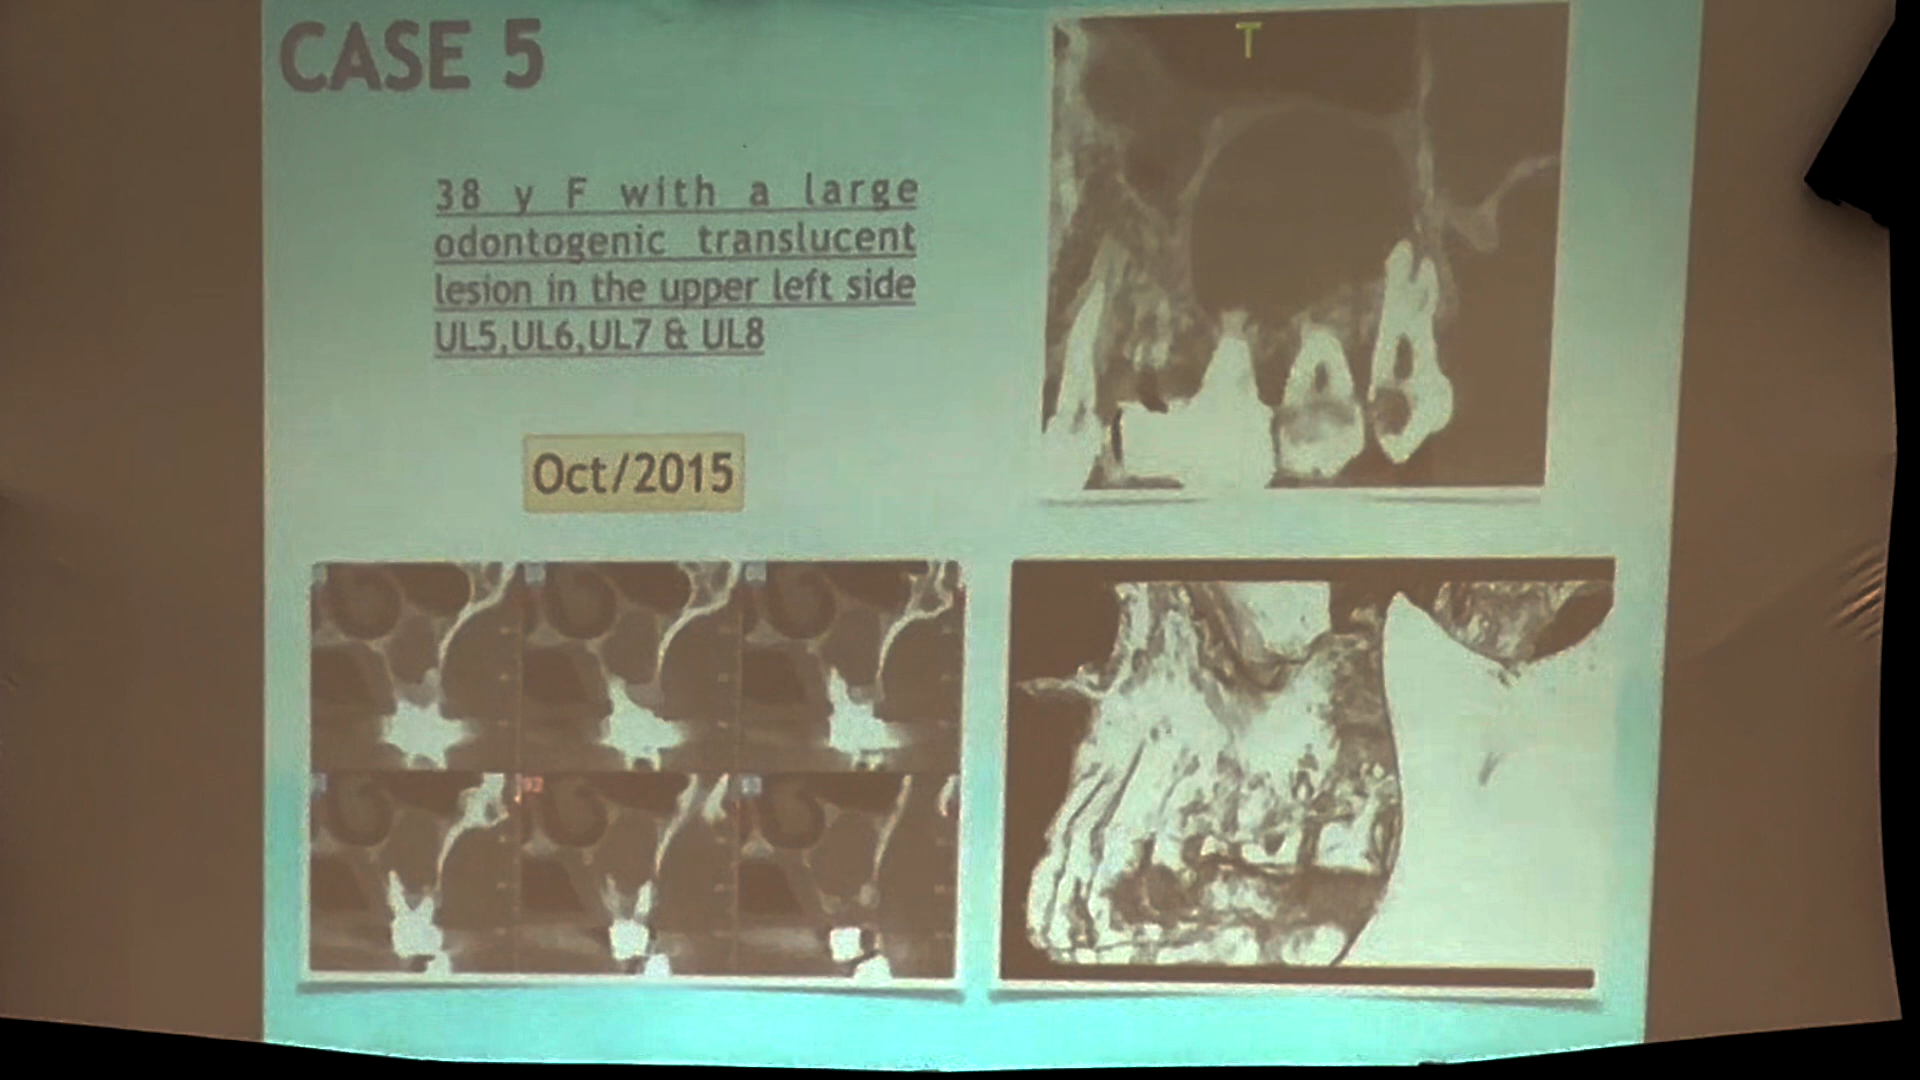 CASE 5
38 y F with a large
odontogenic translucent
lesion in the upper left side
UL5,UL6,UL7 & UL8
Oct/2015
T